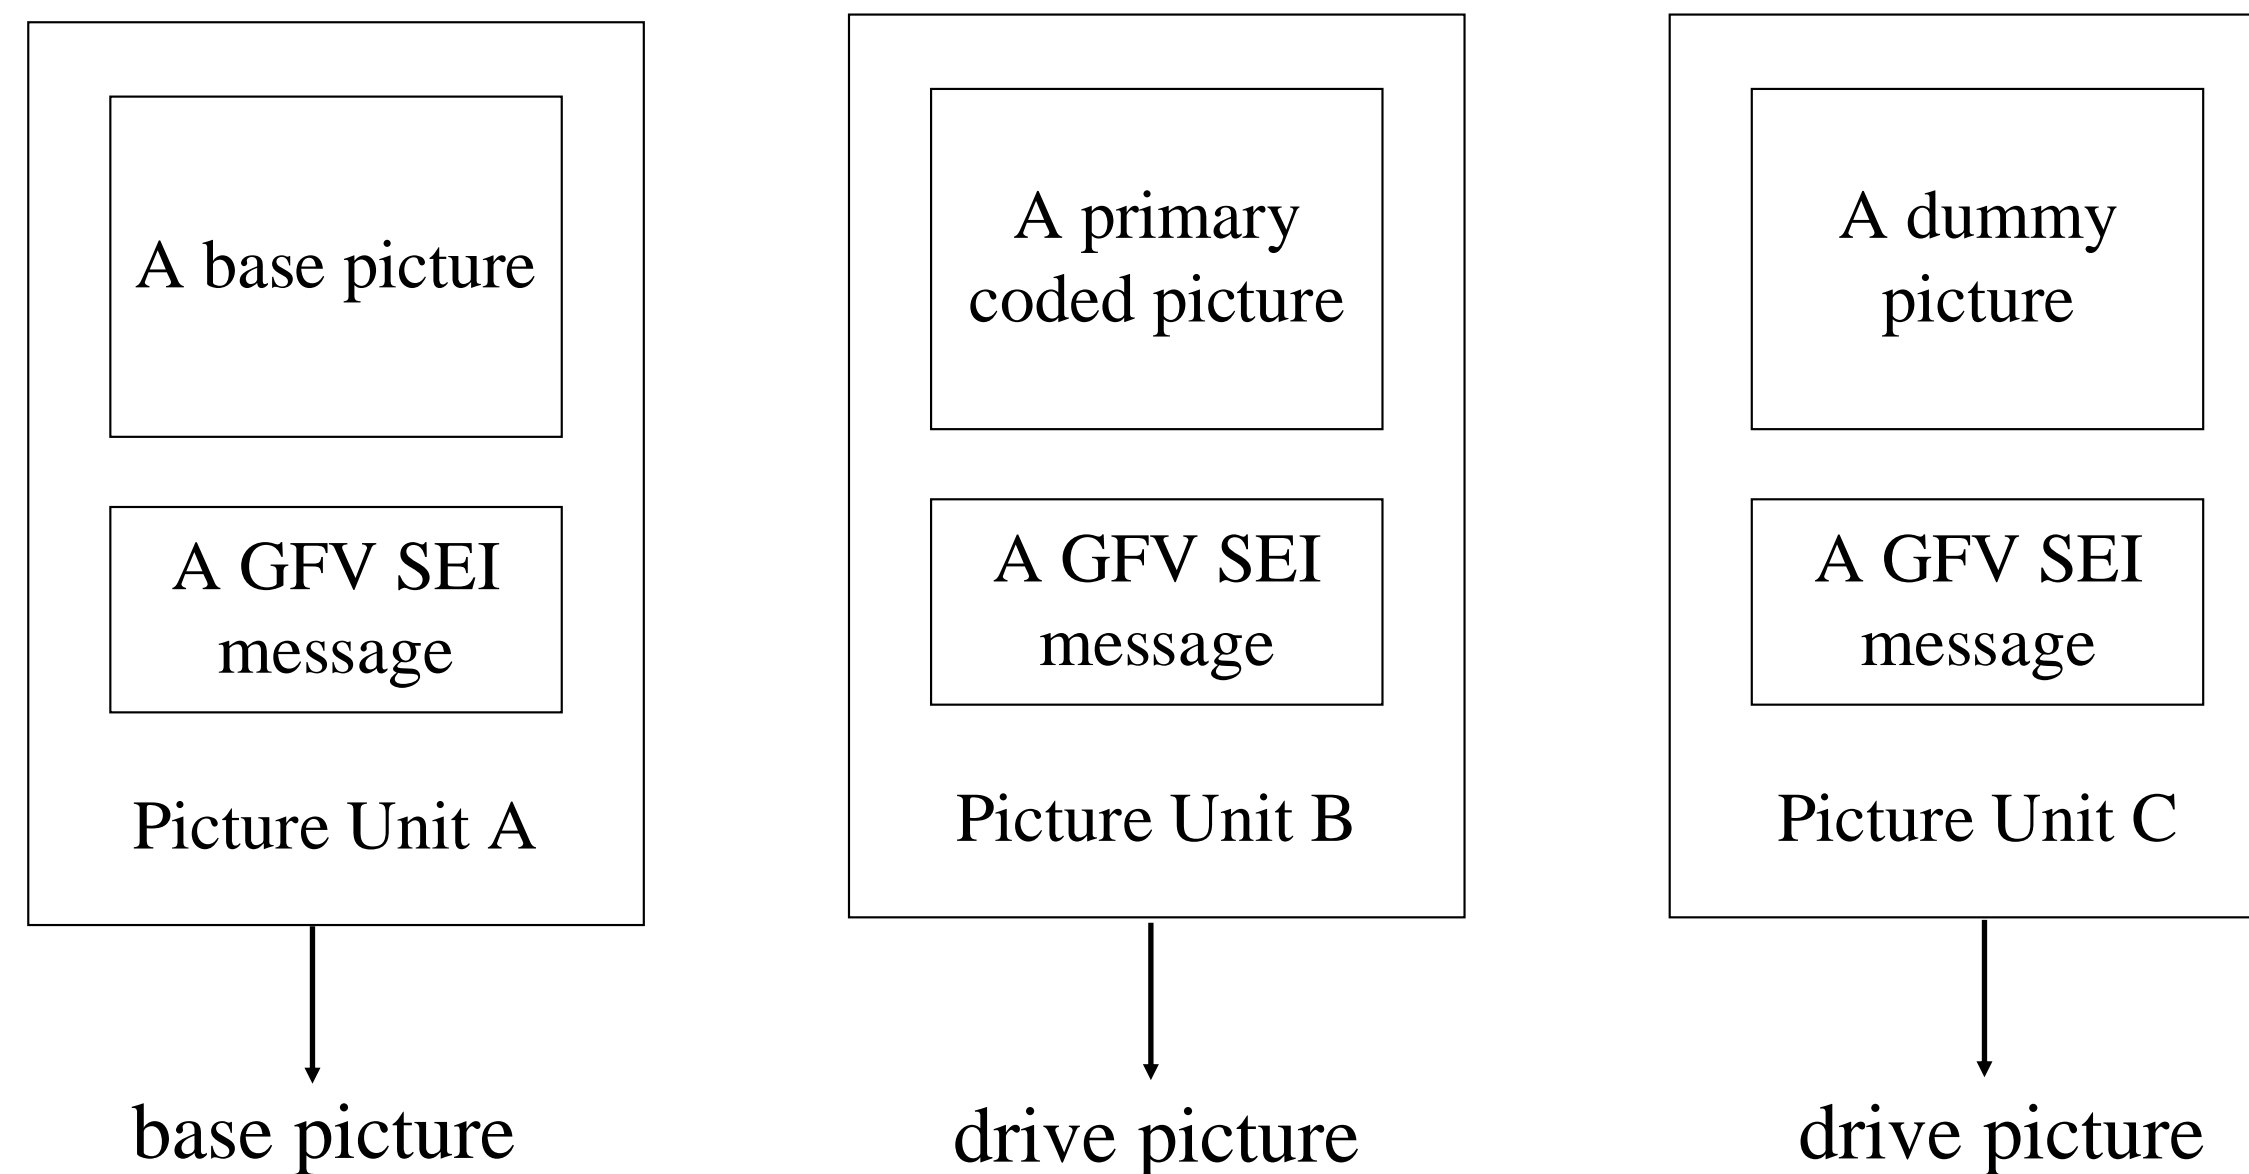 A base picture
A GFV SEI
message
Picture Unit A
base picture
A primary
coded picture
A GFV SEI
message
Picture Unit B
drive picture
A dummy
picture
A GFV SEI
message
Picture Unit C
drive picture